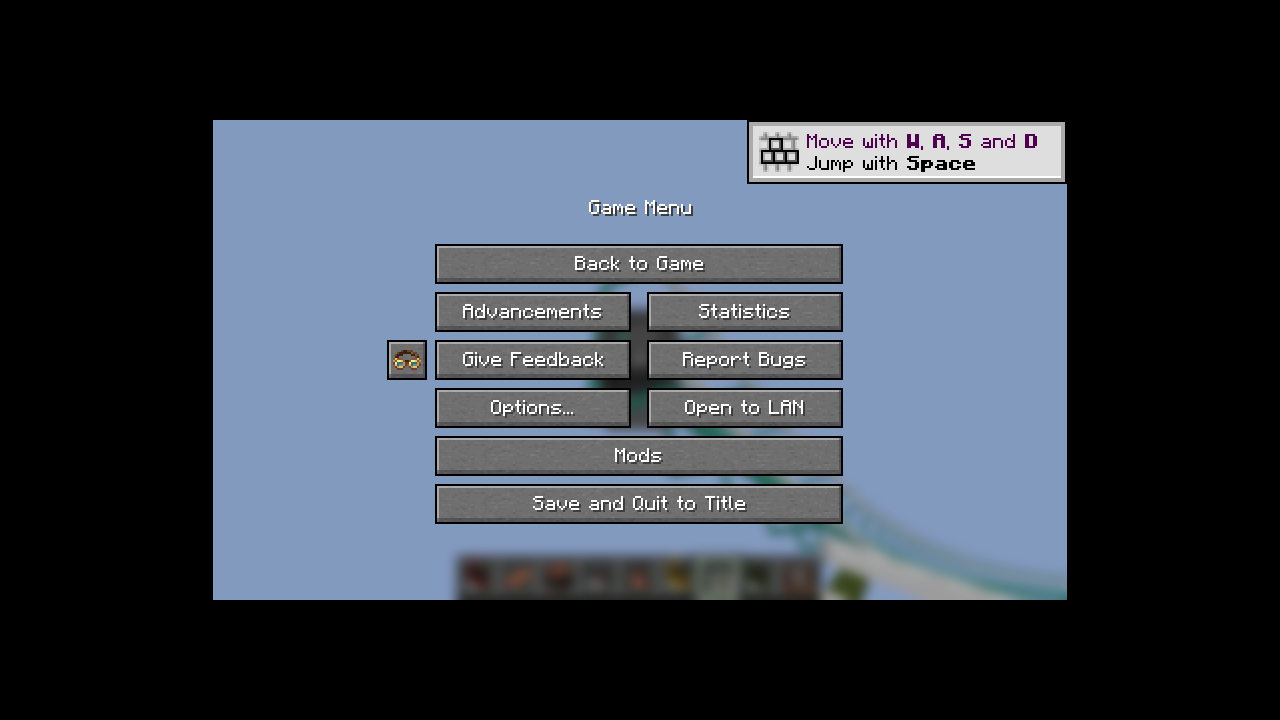 Move with W, A, S and D
Jump with Space
Game Menu
Back to Game
Advancements
Statistics
Give Feedback
Report Bugs
Options...
Open to LAN
Mods
Save and Quit to Title